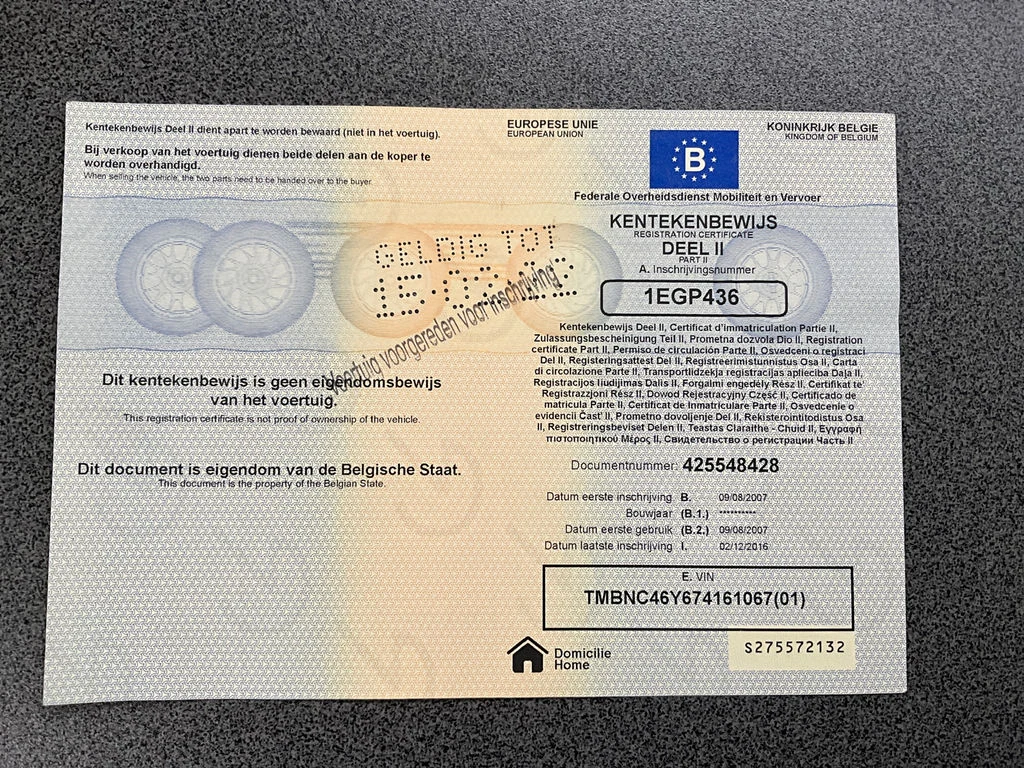 Kentekenbewijs Deel II dient apart te worden bewaard (niet in het voertuig).
Bij verkoop van het voertuig dienen beide delen aan de koper te
worden overhandigd.
When selling the vehicle, the two parts need to be handed over to the buyer.
GELDIG TOT
Voertuig voorgereden voor inschrijving!
Dit kentekenbewijs is geen eigendomsbewijs
van het voertuig.
This registration certificate is not proof of ownership of the vehicle.
Dit document is eigendom van de Belgische Staat.
This document is the property of the Belgian State.
EUROPESE UNIE
EUROPEAN UNION
B
KONINKRIJK BELGIE
KINGDOM OF BELGIUM
Federale Overheidsdienst Mobiliteit en Vervoer
KENTEKENBEWIJS
REGISTRATION CERTIFICATE
DEEL II
PART II
A. Inschrijvingsnummer
1EGP436
Kentekenbewijs Deel II, Certificat d'immatriculation Partie II,
Zulassungsbescheinigung Teil II, Prometna dozvola Dio II, Registration
certificate Part II, Permiso de circulación Parte II, Osvedceni o registraci
Del II, Registeringsattest Del II, Registreerimistunnistus Osa II, Carta
di circolazione Parte II, Transportlidzekja registracijas aplieciba Daļa II,
Registracijos liudijimas Dalis II, Forgalmi engedély Rész II, Certifikat te'
Registrazzjoni Rész II, Dowod Rejestracyjny Część II, Certificado de
matricula Parte II, Certificat de Inmatriculare Parte II, Osvedcenie o
evidencii Čast' II, Prometno dovoljenje Del II, Rekisterointitodistus Osa
II, Registreringsbeviset Delen II, Teastas Claraithe - Chuid II, Εγγραφή
πιστοποιητικού Μέρος II, Свидетельство о регистрации Часть II
Documentnummer: 425548428
Datum eerste inschrijving B. 09/08/2007
Bouwjaar (B.1.) **********
Datum eerste gebruik (B.2.) 09/08/2007
Datum laatste inschrijving I. 02/12/2016
E. VIN
TMBNC46Y674161067(01)
Domicilie
Home
S275572132